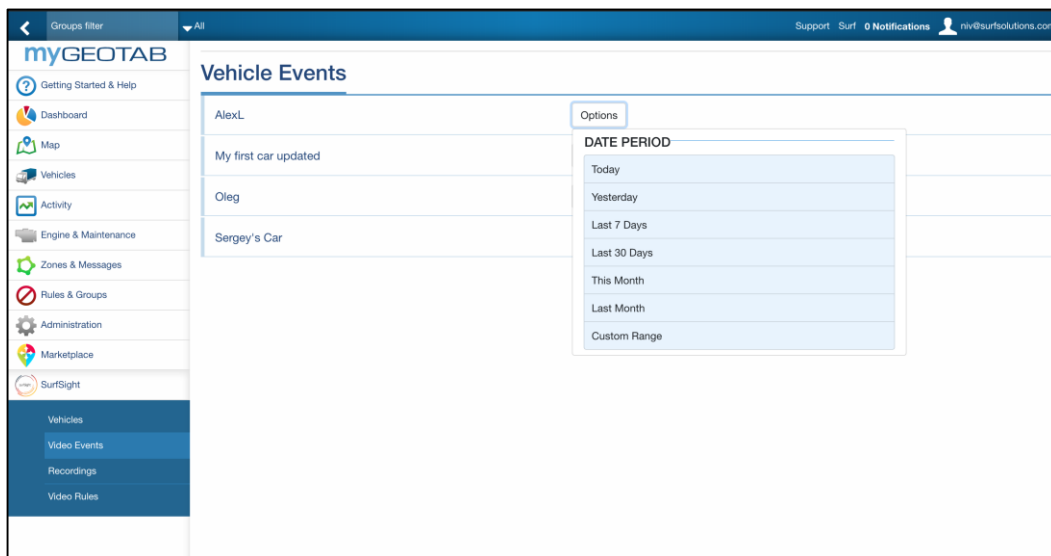 Groups filter All Support Surf 0 Notifications niv@surfsolutions.com
myGEOTAB
Getting Started & Help
Dashboard
Map
Vehicles
Activity
Engine & Maintenance
Zones & Messages
Rules & Groups
Administration
Marketplace
SurfSight
Vehicles
Video Events
Recordings
Video Rules
Vehicle Events
AlexL
My first car updated
Oleg
Sergey's Car
Options
DATE PERIOD
Today
Yesterday
Last 7 Days
Last 30 Days
This Month
Last Month
Custom Range